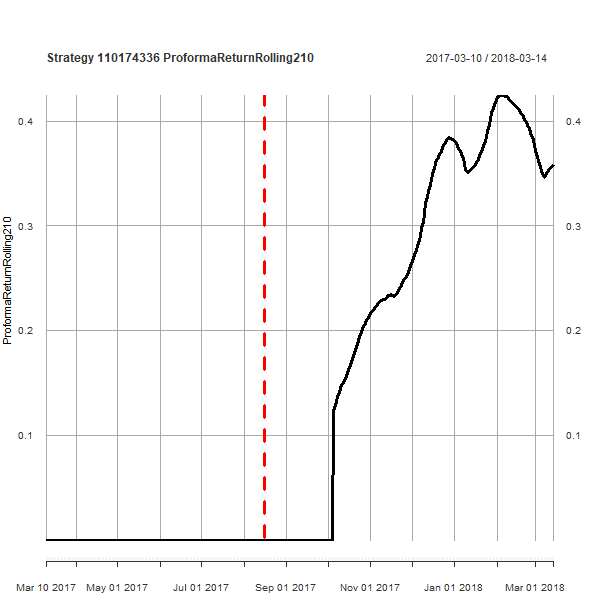 Strategy 110174336 ProformaReturnRolling210 2017-03-10 / 2018-03-14
0.4 0.4
0.3 0.3
0.2 0.2
0.1 0.1
ProformaReturnRolling210
Mar 10 2017 May 01 2017 Jul 01 2017 Sep 01 2017 Nov 01 2017 Jan 01 2018 Mar 01 2018